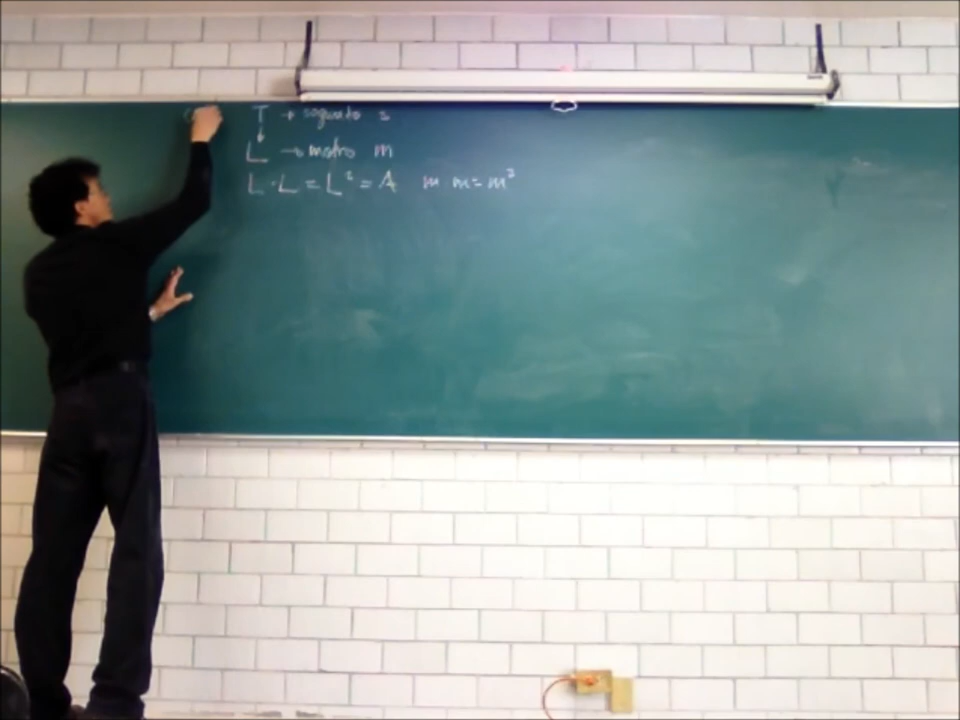 T → segundo s
L → metro m
L · L = L² = A m · m = m²